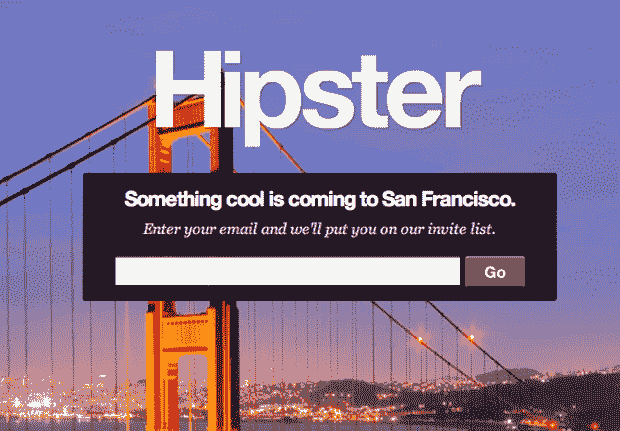 Hipster
Something cool is coming to San Francisco.
Enter your email and we'll put you on our invite list.
Go